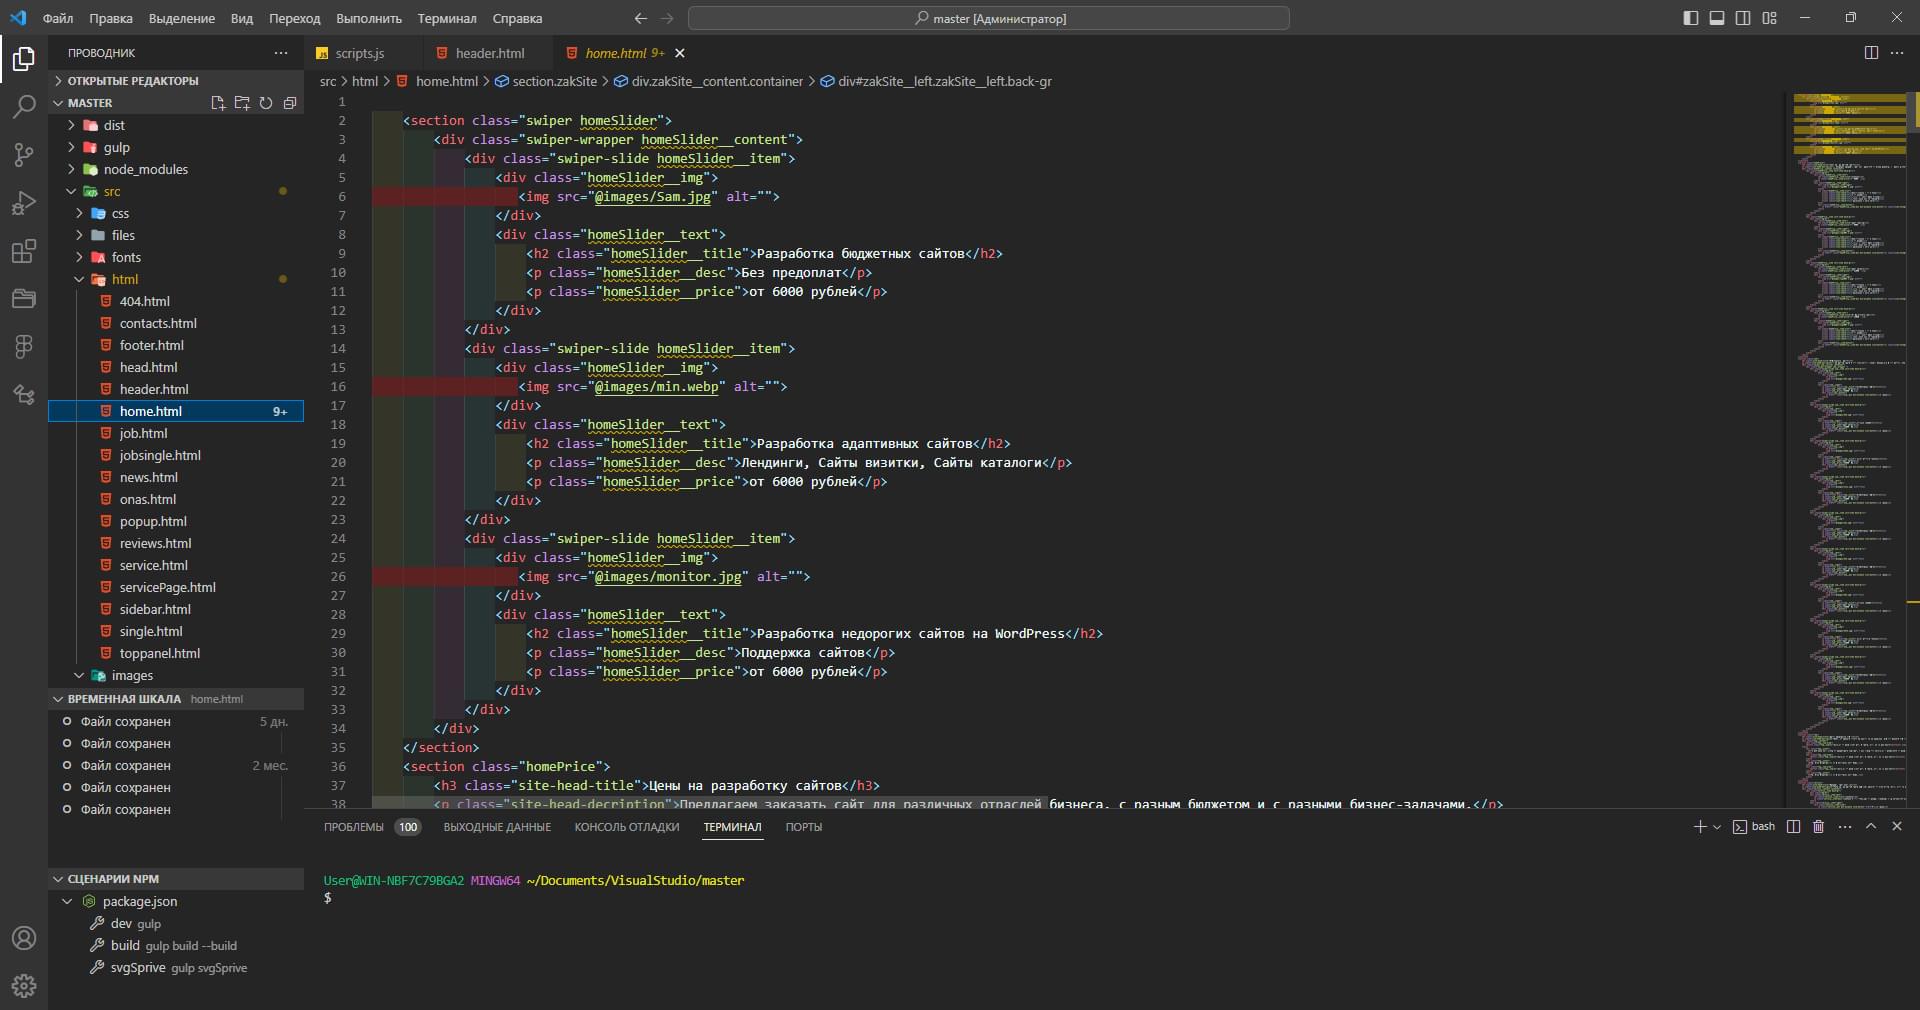 Файл Правка Выделение Вид Переход Выполнить Терминал Справка
master [Администратор]
ПРОВОДНИК
scripts.js
header.html
home.html 9+
ОТКРЫТЫЕ РЕДАКТОРЫ
src > html > home.html > section.zakSite > div.zakSite__content.container > div#zakSite__left.zakSite__left.back-gr
MASTER
dist
gulp
node_modules
src
css
files
fonts
html
404.html
contacts.html
footer.html
head.html
header.html
home.html 9+
job.html
jobsingle.html
news.html
onas.html
popup.html
reviews.html
service.html
servicePage.html
sidebar.html
single.html
toppanel.html
images
ВРЕМЕННАЯ ШКАЛА home.html
Файл сохранен 5 дн.
Файл сохранен
Файл сохранен 2 мес.
Файл сохранен
Файл сохранен
СЦЕНАРИИ NPM
package.json
dev gulp
build gulp build --build
svgSprive gulp svgSprive
1
2 <section class="swiper homeSlider">
3 <div class="swiper-wrapper homeSlider__content">
4 <div class="swiper-slide homeSlider__item">
5 <div class="homeSlider__img">
6 <img src="@images/Sam.jpg" alt="">
7 </div>
8 <div class="homeSlider__text">
9 <h2 class="homeSlider__title">Разработка бюджетных сайтов</h2>
10 <p class="homeSlider__desc">Без предоплат</p>
11 <p class="homeSlider__price">от 6000 рублей</p>
12 </div>
13 </div>
14 <div class="swiper-slide homeSlider__item">
15 <div class="homeSlider__img">
16 <img src="@images/min.webp" alt="">
17 </div>
18 <div class="homeSlider__text">
19 <h2 class="homeSlider__title">Разработка адаптивных сайтов</h2>
20 <p class="homeSlider__desc">Лендинги, Сайты визитки, Сайты каталоги</p>
21 <p class="homeSlider__price">от 6000 рублей</p>
22 </div>
23 </div>
24 <div class="swiper-slide homeSlider__item">
25 <div class="homeSlider__img">
26 <img src="@images/monitor.jpg" alt="">
27 </div>
28 <div class="homeSlider__text">
29 <h2 class="homeSlider__title">Разработка недорогих сайтов на WordPress</h2>
30 <p class="homeSlider__desc">Поддержка сайтов</p>
31 <p class="homeSlider__price">от 6000 рублей</p>
32 </div>
33 </div>
34 </div>
35 </section>
36 <section class="homePrice">
37 <h3 class="site-head-title">Цены на разработку сайтов</h3>
38 <p class="site-head-decription">Предлагаем заказать сайт для различных отраслей бизнеса, с разным бюджетом и с разными бизнес-задачами.</p>
ПРОБЛЕМЫ 100 ВЫХОДНЫЕ ДАННЫЕ КОНСОЛЬ ОТЛАДКИ ТЕРМИНАЛ ПОРТЫ
bash
User@WIN-NBF7C79BGA2 MINGW64 ~/Documents/VisualStudio/master
$